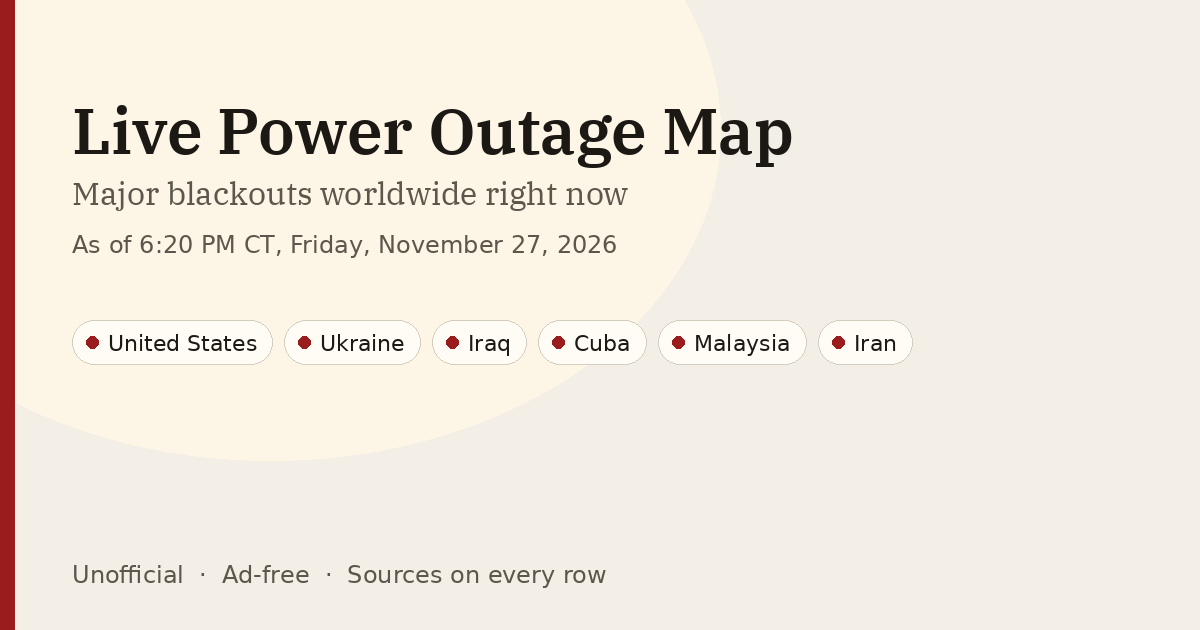 Live Power Outage Map
Major blackouts worldwide right now
As of 6:20 PM CT, Friday, November 27, 2026
United States Ukraine Iraq Cuba Malaysia Iran
Unofficial · Ad-free · Sources on every row